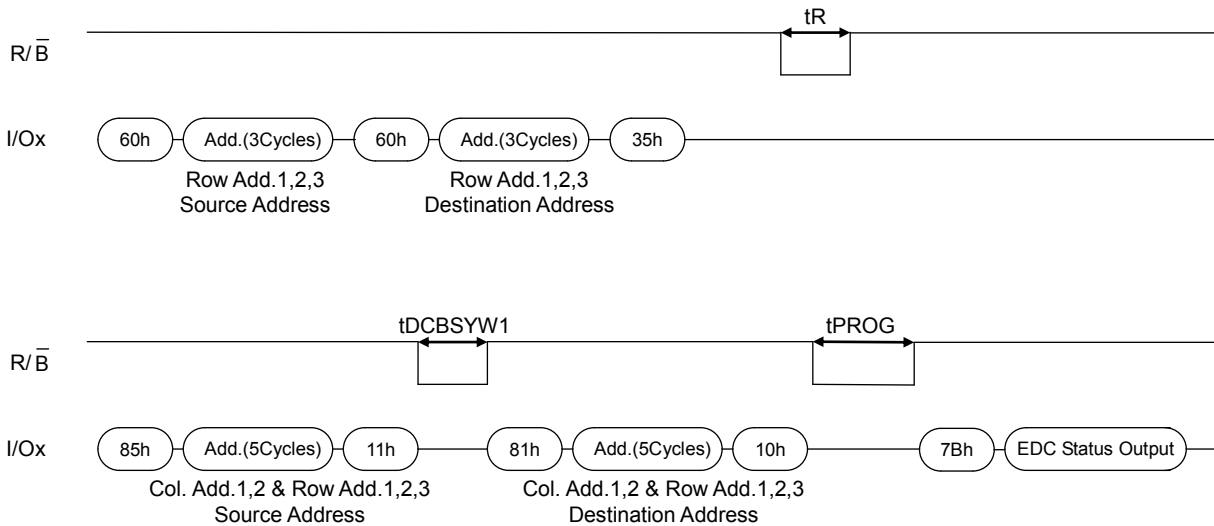 tR
R/B̅
I/Ox 60h Add.(3Cycles) 60h Add.(3Cycles) 35h
Row Add.1,2,3 Row Add.1,2,3
Source Address Destination Address
tDCBSYW1 tPROG
R/B̅
I/Ox 85h Add.(5Cycles) 11h 81h Add.(5Cycles) 10h 7Bh EDC Status Output
Col. Add.1,2 & Row Add.1,2,3 Col. Add.1,2 & Row Add.1,2,3
Source Address Destination Address